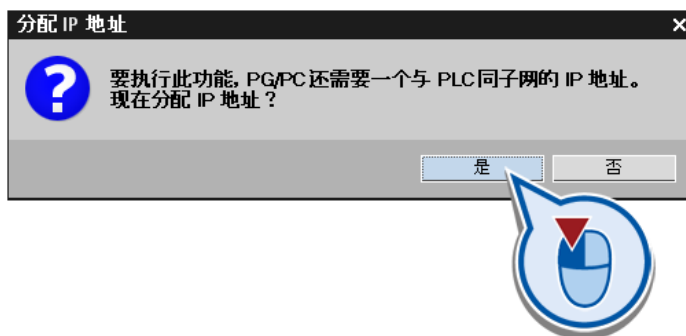 分配 IP 地址
要执行此功能, PG/PC 还需要一个与 PLC 同子网的 IP 地址。
现在分配 IP 地址？
是
否